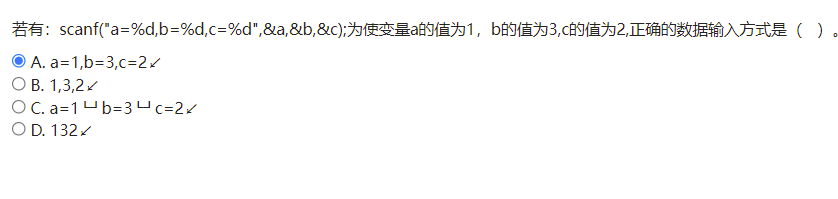 若有：scanf("a=%d,b=%d,c=%d",&a,&b,&c);为使变量a的值为1，b的值为3,c的值为2,正确的数据输入方式是（ ）。
A. a=1,b=3,c=2↙
B. 1,3,2↙
C. a=1␣b=3␣c=2↙
D. 132↙